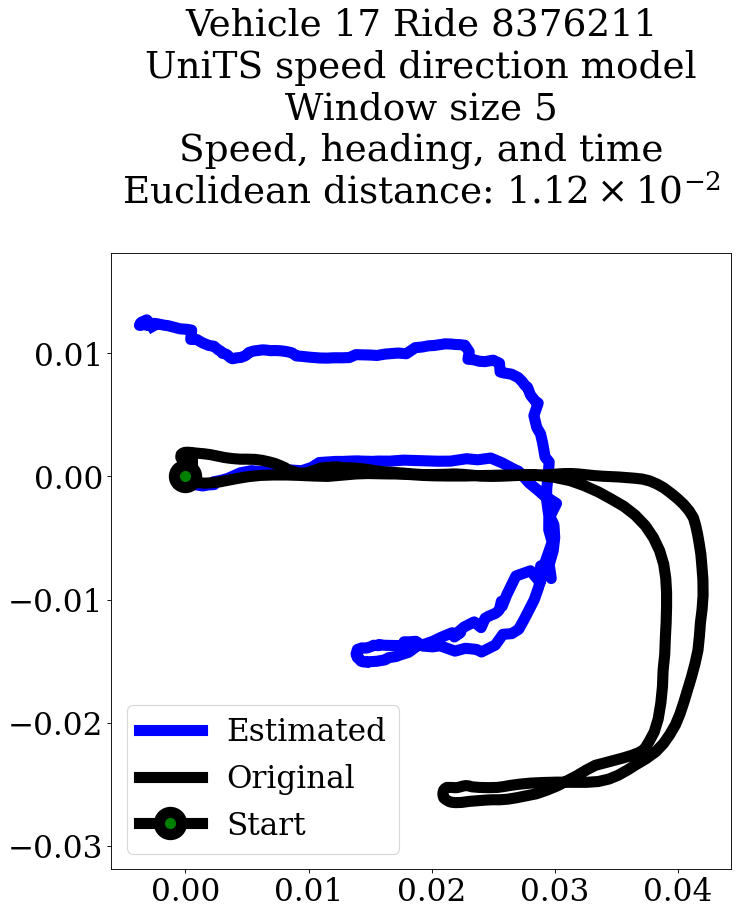 Vehicle 17 Ride 8376211
UniTS speed direction model
Window size 5
Speed, heading, and time
Euclidean distance: 1.12 × 10⁻²
0.01
0.00
−0.01
−0.02
−0.03
Estimated
Original
Start
0.00 0.01 0.02 0.03 0.04